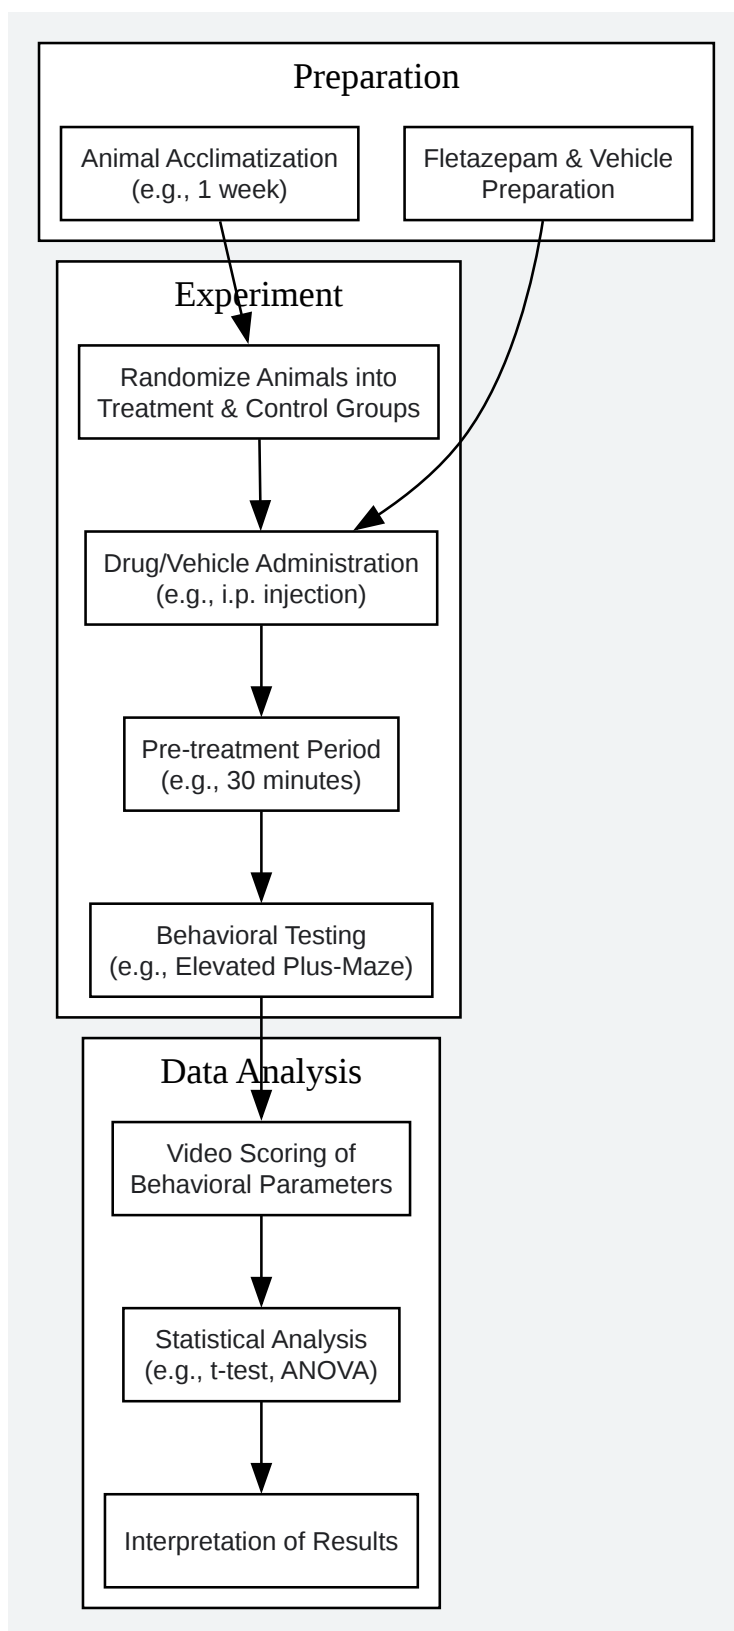 Preparation
Animal Acclimatization
(e.g., 1 week)
Fletazepam & Vehicle
Preparation
Experiment
Randomize Animals into
Treatment & Control Groups
Drug/Vehicle Administration
(e.g., i.p. injection)
Pre-treatment Period
(e.g., 30 minutes)
Behavioral Testing
(e.g., Elevated Plus-Maze)
Data Analysis
Video Scoring of
Behavioral Parameters
Statistical Analysis
(e.g., t-test, ANOVA)
Interpretation of Results